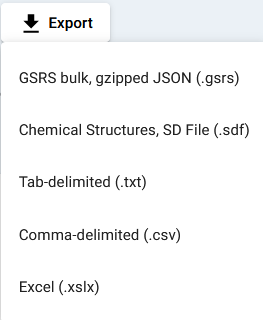 Export
GSRS bulk, gzipped JSON (.gsrs)
Chemical Structures, SD File (.sdf)
Tab-delimited (.txt)
Comma-delimited (.csv)
Excel (.xslx)